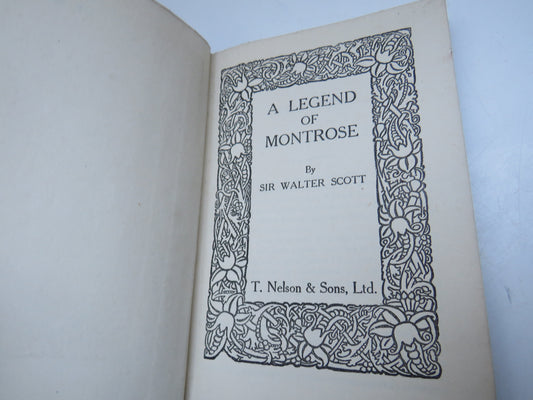 A LEGEND
OF
MONTROSE
By
SIR WALTER SCOTT
T. Nelson & Sons, Ltd.